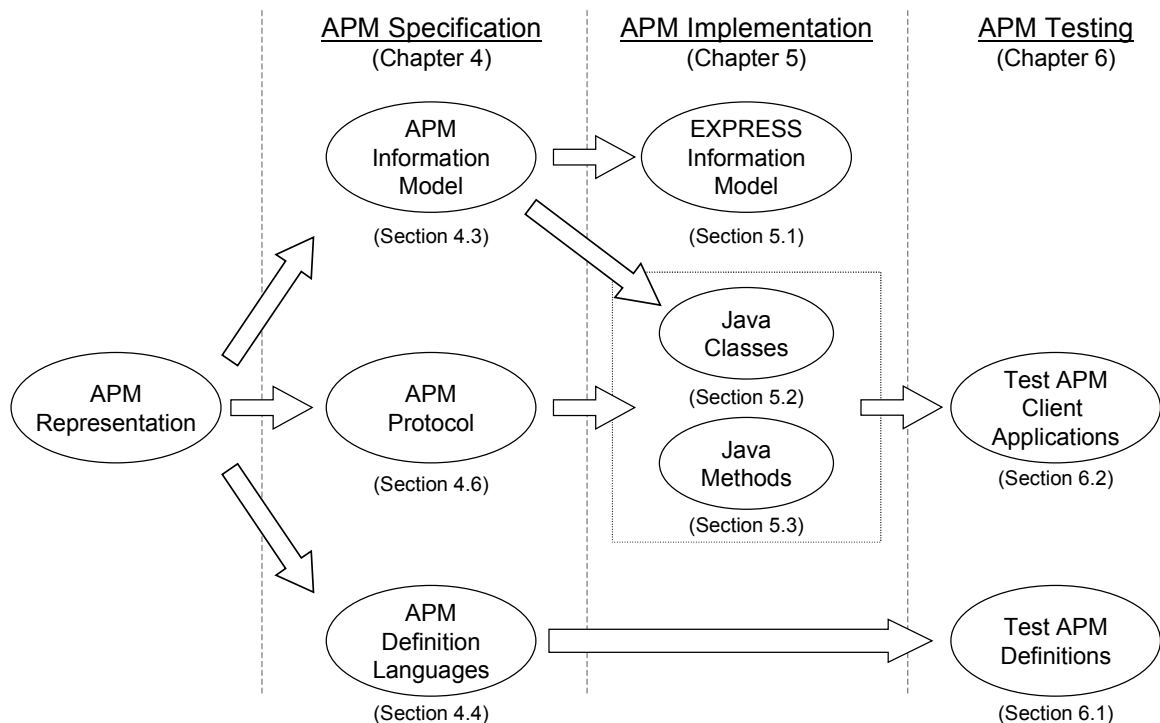 APM Specification
(Chapter 4)
APM Implementation
(Chapter 5)
APM Testing
(Chapter 6)
APM
Information
Model
(Section 4.3)
EXPRESS
Information
Model
(Section 5.1)
APM
Representation
APM
Protocol
(Section 4.6)
Java
Classes
(Section 5.2)
Java
Methods
(Section 5.3)
Test APM
Client
Applications
(Section 6.2)
APM
Definition
Languages
(Section 4.4)
Test APM
Definitions
(Section 6.1)